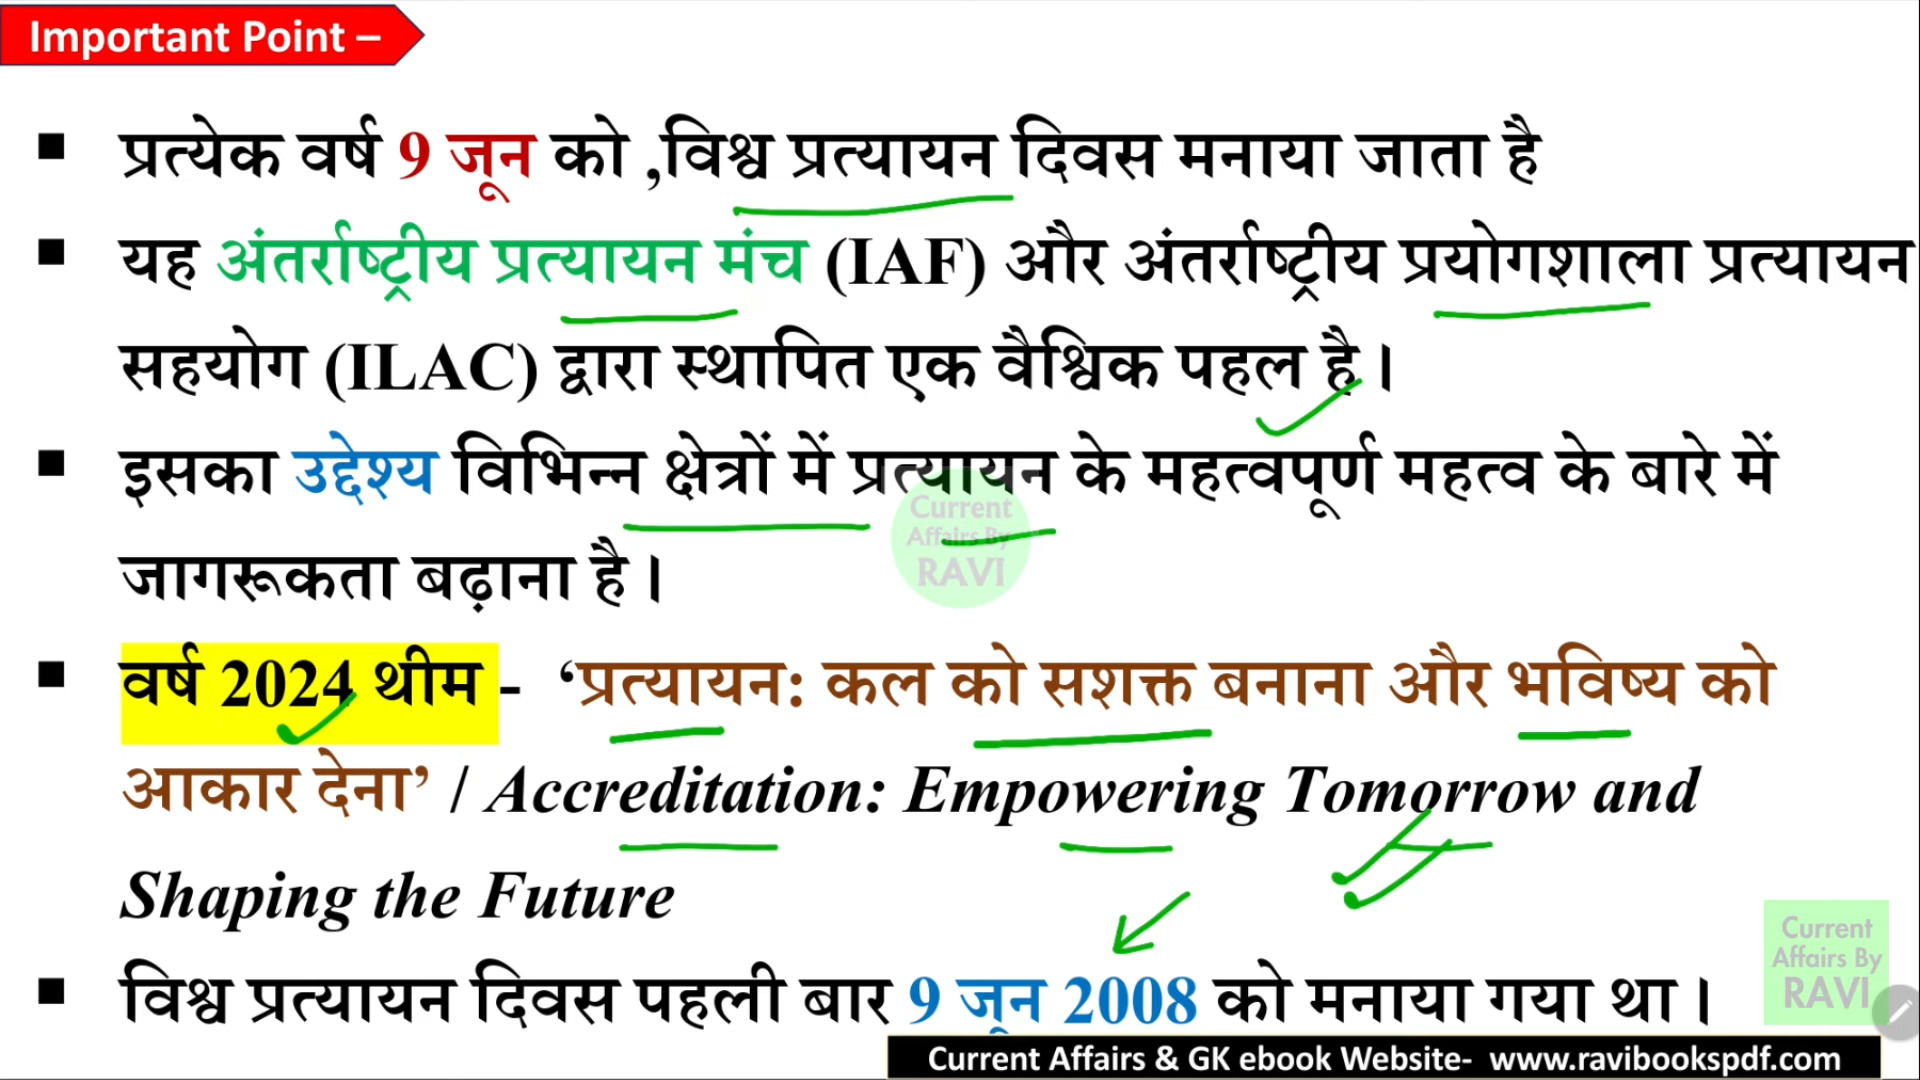 Important Point –
▪ प्रत्येक वर्ष 9 जून को ,विश्व प्रत्यायन दिवस मनाया जाता है
▪ यह अंतर्राष्ट्रीय प्रत्यायन मंच (IAF) और अंतर्राष्ट्रीय प्रयोगशाला प्रत्यायन
सहयोग (ILAC) द्वारा स्थापित एक वैश्विक पहल है।
▪ इसका उद्देश्य विभिन्न क्षेत्रों में प्रत्यायन के महत्वपूर्ण महत्व के बारे में
जागरूकता बढ़ाना है।
Current
Affairs By
RAVI
▪ वर्ष 2024 थीम - ‘प्रत्यायन: कल को सशक्त बनाना और भविष्य को
आकार देना’ / Accreditation: Empowering Tomorrow and
Shaping the Future
▪ विश्व प्रत्यायन दिवस पहली बार 9 जून 2008 को मनाया गया था।
Current
Affairs By
RAVI
Current Affairs & GK ebook Website- www.ravibookspdf.com